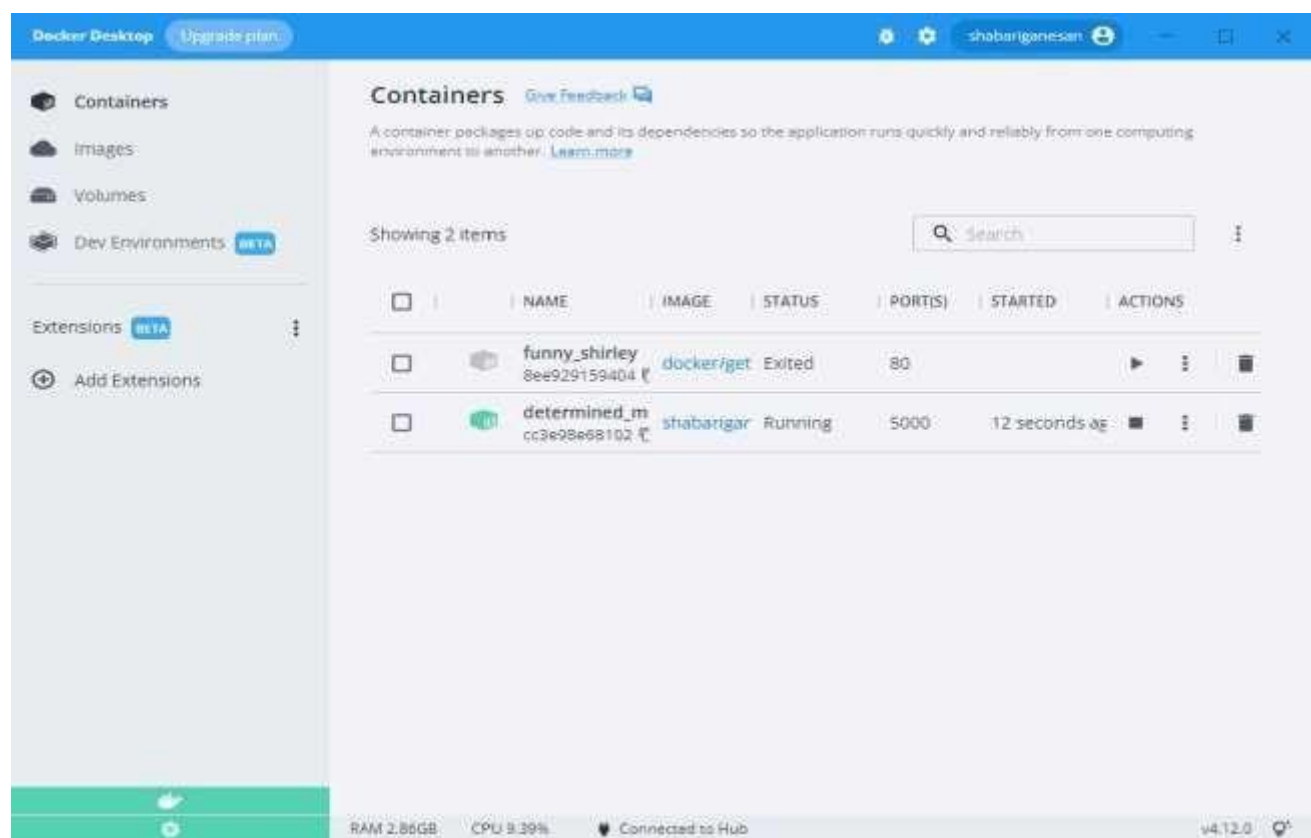 Docker Desktop Upgrade plan shabariganesan
Containers
Images
Volumes
Dev Environments BETA
Extensions BETA
Add Extensions
Containers Give Feedback
A container packages up code and its dependencies so the application runs quickly and reliably from one computing
environment to another. Learn more
Showing 2 items Search
NAME IMAGE STATUS PORT(S) STARTED ACTIONS
funny_shirley docker/get Exited 80
8ee929159404
determined_m shabarigar Running 5000 12 seconds ag
cc3e98e68102
RAM 2.86GB CPU 9.39% Connected to Hub v4.12.0